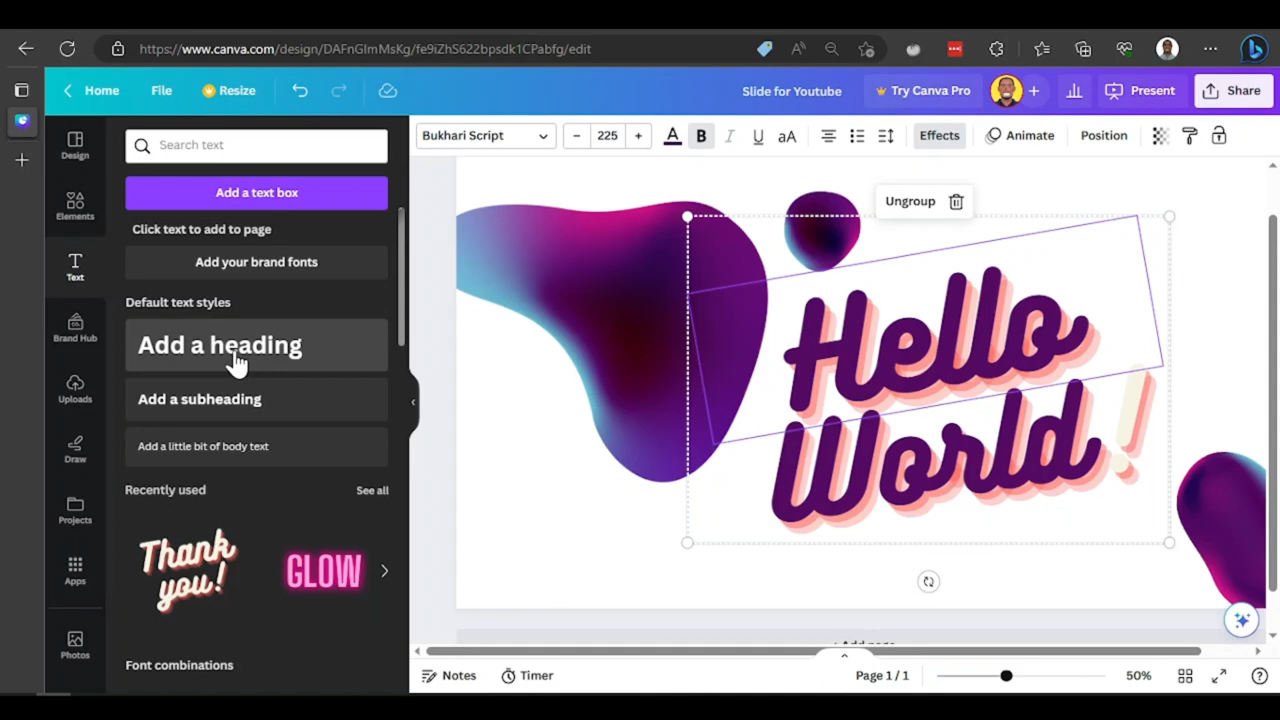 https://www.canva.com/design/DAFnGlmMsKg/fe9iZhS622bpsdk1CPabfg/edit
Home File Resize Slide for Youtube Try Canva Pro Present Share
Design
Elements
Text
Brand Hub
Uploads
Draw
Projects
Apps
Photos
Search text
Add a text box
Click text to add to page
Add your brand fonts
Default text styles
Add a heading
Add a subheading
Add a little bit of body text
Recently used See all
Thank
you!
GLOW
Font combinations
Bukhari Script − 225 + A B I U aA Effects Animate Position
Ungroup
Hello
World!
+ Add page
Notes Timer Page 1 / 1 50%